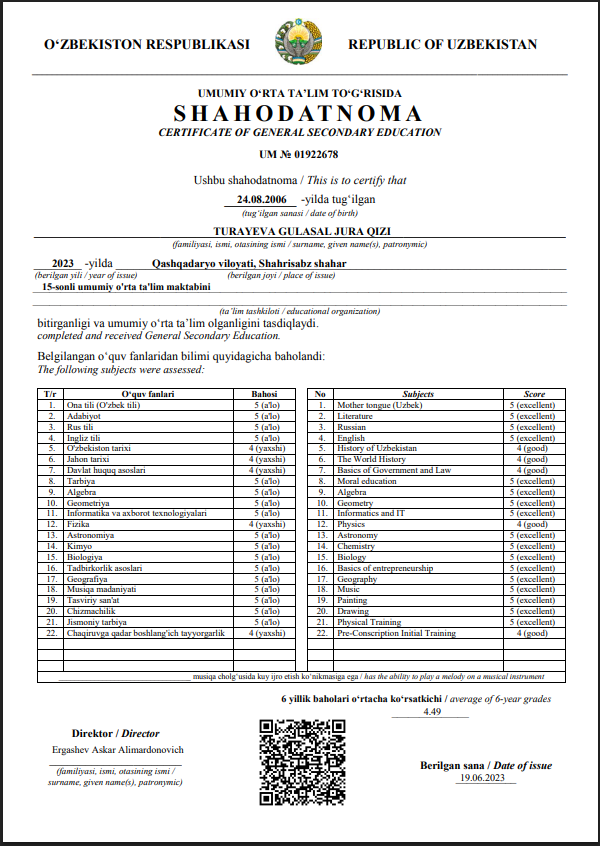 O‘ZBEKISTON RESPUBLIKASI REPUBLIC OF UZBEKISTAN
UMUMIY O‘RTA TA’LIM TO‘G‘RISIDA
SHAHODATNOMA
CERTIFICATE OF GENERAL SECONDARY EDUCATION
UM № 01922678
Ushbu shahodatnoma / This is to certify that
24.08.2006 -yilda tug‘ilgan
(tug‘ilgan sanasi / date of birth)
TURAYEVA GULASAL JURA QIZI
(familiyasi, ismi, otasining ismi / surname, given name(s), patronymic)
2023 -yilda Qashqadaryo viloyati, Shahrisabz shahar
(berilgan yili / year of issue) (berilgan joyi / place of issue)
15-sonli umumiy o'rta ta'lim maktabini
(ta’lim tashkiloti / educational organization)
bitirganligi va umumiy o‘rta ta’lim olganligini tasdiqlaydi.
completed and received General Secondary Education.
Belgilangan o‘quv fanlaridan bilimi quyidagicha baholandi:
The following subjects were assessed:
T/r O‘quv fanlari Bahosi No Subjects Score
1. Ona tili (O'zbek tili) 5 (a'lo) 1. Mother tongue (Uzbek) 5 (excellent)
2. Adabiyot 5 (a'lo) 2. Literature 5 (excellent)
3. Rus tili 5 (a'lo) 3. Russian 5 (excellent)
4. Ingliz tili 5 (a'lo) 4. English 5 (excellent)
5. O'zbekiston tarixi 4 (yaxshi) 5. History of Uzbekistan 4 (good)
6. Jahon tarixi 4 (yaxshi) 6. The World History 4 (good)
7. Davlat huquq asoslari 4 (yaxshi) 7. Basics of Government and Law 4 (good)
8. Tarbiya 5 (a'lo) 8. Moral education 5 (excellent)
9. Algebra 5 (a'lo) 9. Algebra 5 (excellent)
10. Geometriya 5 (a'lo) 10. Geometry 5 (excellent)
11. Informatika va axborot texnologiyalari 5 (a'lo) 11. Informatics and IT 5 (excellent)
12. Fizika 4 (yaxshi) 12. Physics 4 (good)
13. Astronomiya 5 (a'lo) 13. Astronomy 5 (excellent)
14. Kimyo 5 (a'lo) 14. Chemistry 5 (excellent)
15. Biologiya 5 (a'lo) 15. Biology 5 (excellent)
16. Tadbirkorlik asoslari 5 (a'lo) 16. Basics of entrepreneurship 5 (excellent)
17. Geografiya 5 (a'lo) 17. Geography 5 (excellent)
18. Musiqa madaniyati 5 (a'lo) 18. Music 5 (excellent)
19. Tasviriy san'at 5 (a'lo) 19. Painting 5 (excellent)
20. Chizmachilik 5 (a'lo) 20. Drawing 5 (excellent)
21. Jismoniy tarbiya 5 (a'lo) 21. Physical Training 5 (excellent)
22. Chaqiruvga qadar boshlang'ich tayyorgarlik 4 (yaxshi) 22. Pre-Conscription Initial Training 4 (good)
musiqa cholg‘usida kuy ijro etish ko‘nikmasiga ega / has the ability to play a melody on a musical instrument
6 yillik baholari o‘rtacha ko‘rsatkichi / average of 6-year grades
4.49
Direktor / Director
Ergashev Askar Alimardonovich
(familiyasi, ismi, otasining ismi /
surname, given name(s), patronymic)
Berilgan sana / Date of issue
19.06.2023